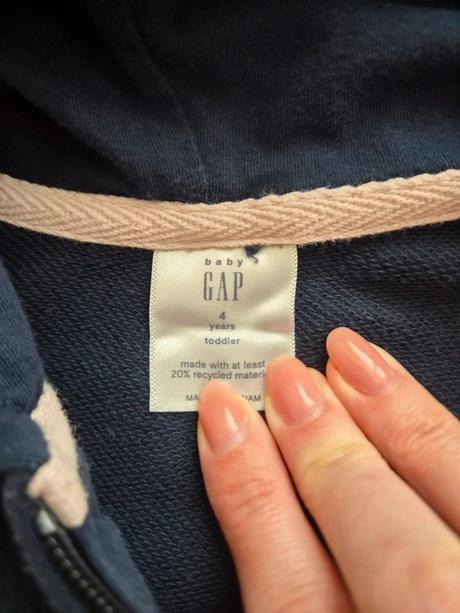 baby
GAP
4
years
toddler
made with at least
20% recycled